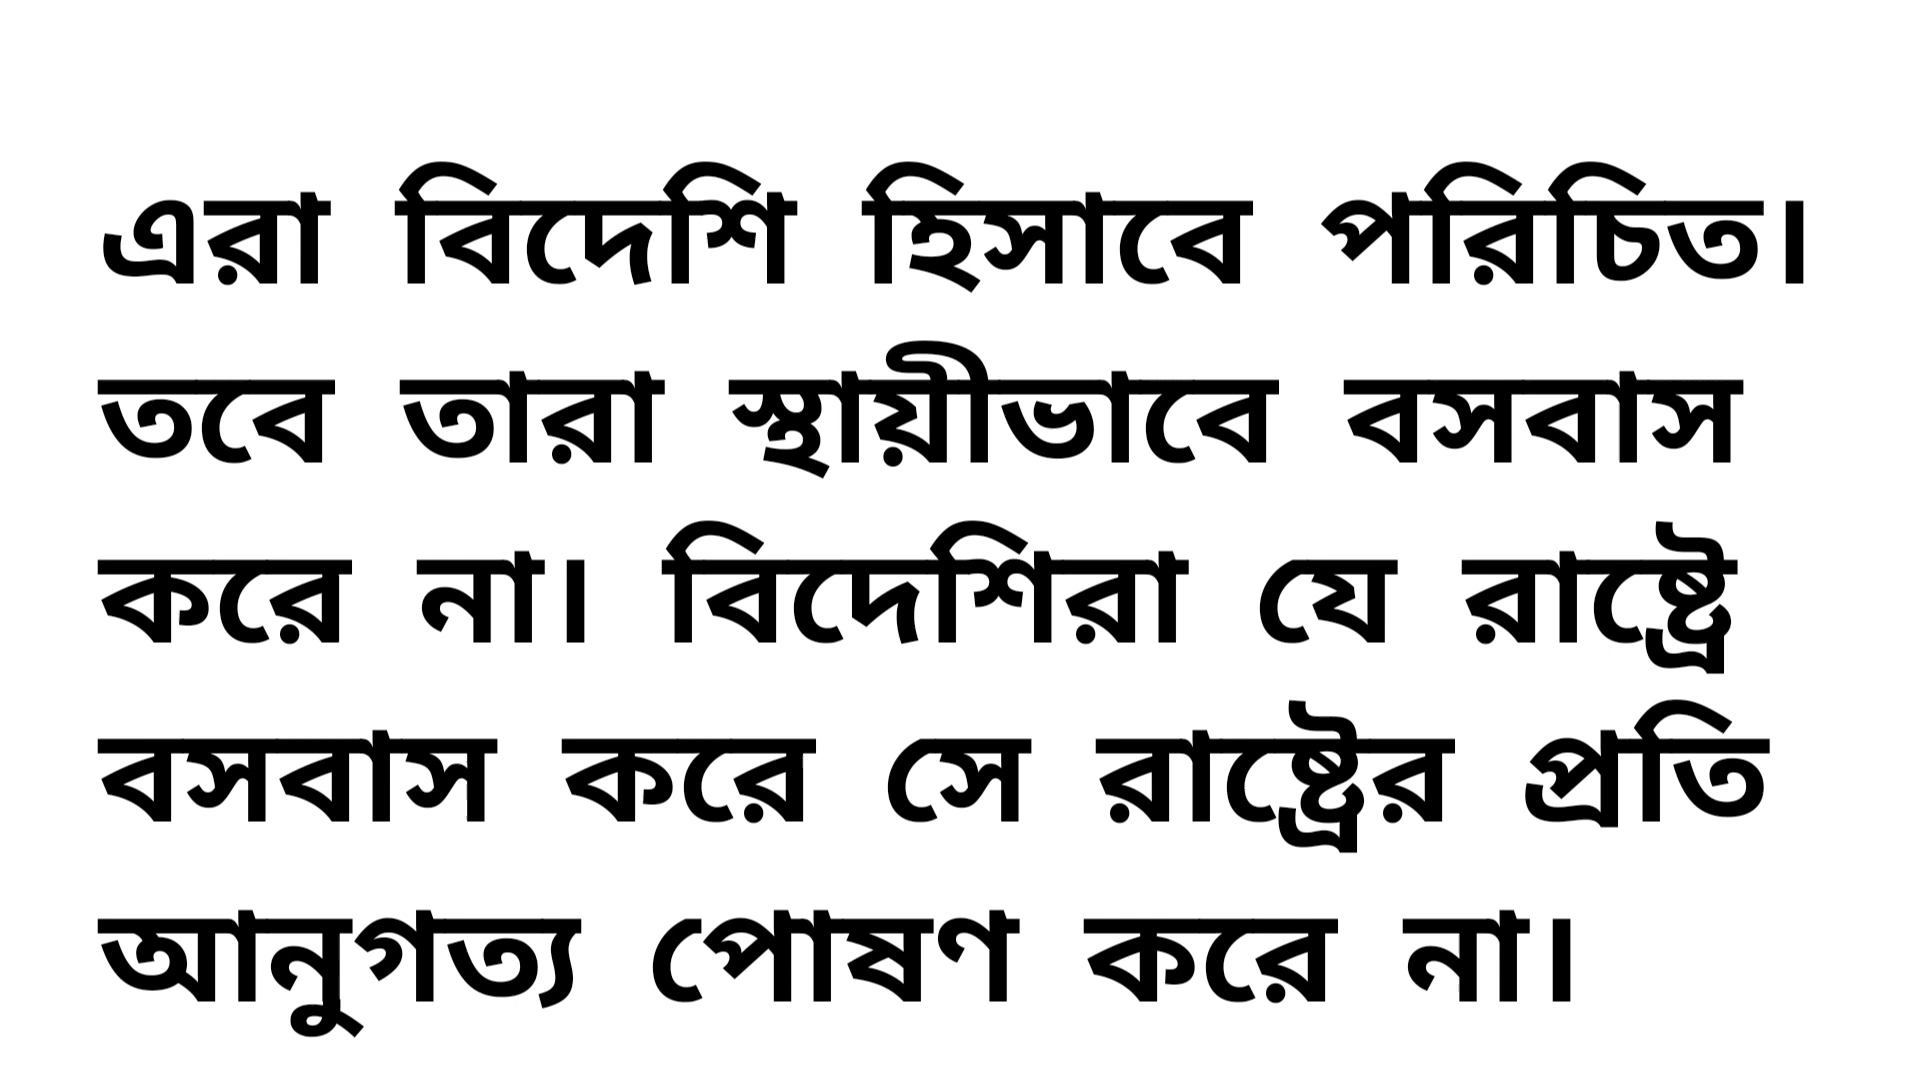 এরা বিদেশি হিসাবে পরিচিত।
তবে তারা স্থায়ীভাবে বসবাস
করে না। বিদেশিরা যে রাষ্ট্রে
বসবাস করে সে রাষ্ট্রের প্রতি
আনুগত্য পোষণ করে না।